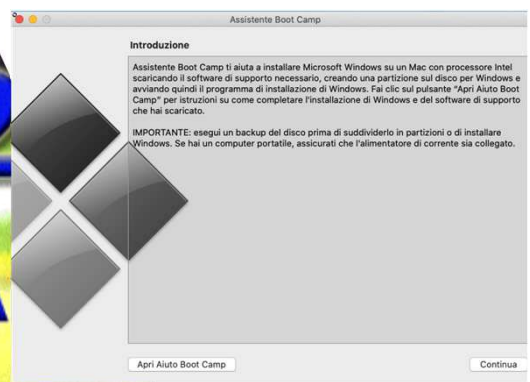 Assistente Boot Camp
Introduzione
Assistente Boot Camp ti aiuta a installare Microsoft Windows su un Mac con processore Intel
scaricando il software di supporto necessario, creando una partizione sul disco per Windows e
avviando quindi il programma di installazione di Windows. Fai clic sul pulsante “Apri Aiuto Boot
Camp” per istruzioni su come completare l'installazione di Windows e del software di supporto
che hai scaricato.
IMPORTANTE: esegui un backup del disco prima di suddividerlo in partizioni o di installare
Windows. Se hai un computer portatile, assicurati che l'alimentatore di corrente sia collegato.
Apri Aiuto Boot Camp
Continua